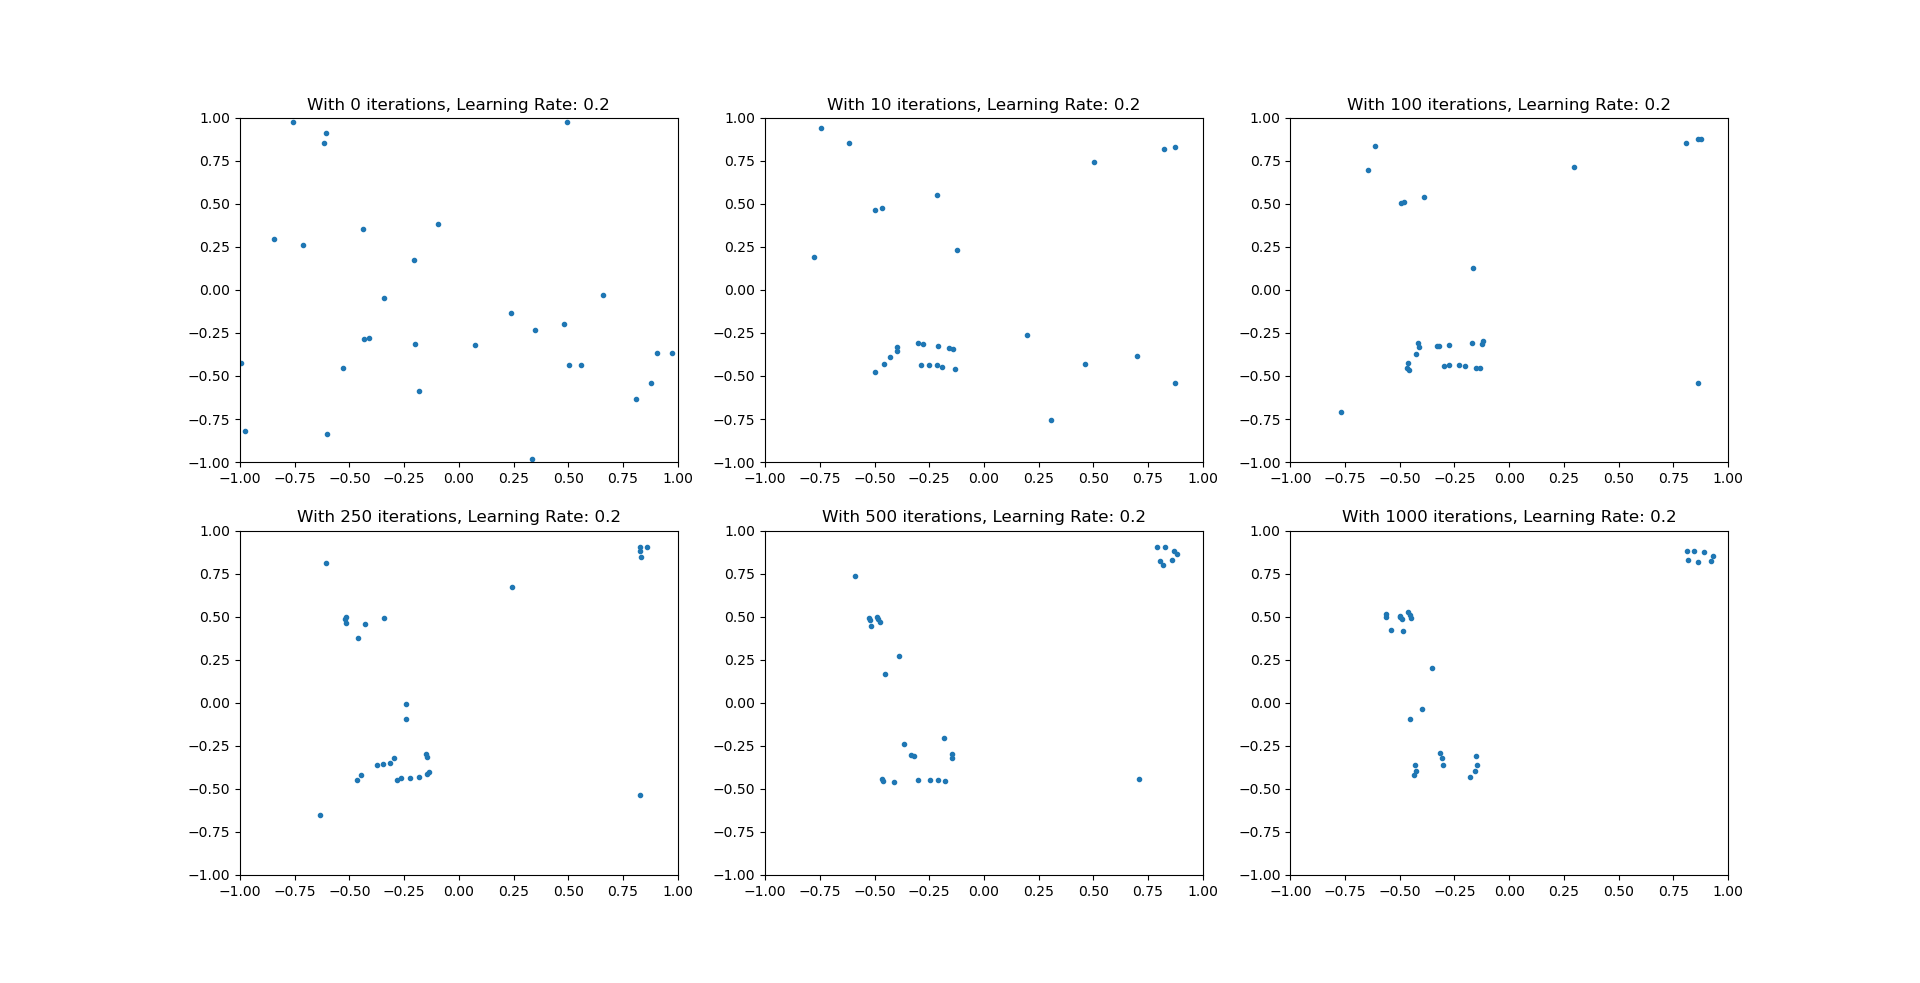 With 0 iterations, Learning Rate: 0.2
With 10 iterations, Learning Rate: 0.2
With 100 iterations, Learning Rate: 0.2
1.00 1.00 1.00
0.75 0.75 0.75
0.50 0.50 0.50
0.25 0.25 0.25
0.00 0.00 0.00
−0.25 −0.25 −0.25
−0.50 −0.50 −0.50
−0.75 −0.75 −0.75
−1.00 −1.00 −1.00
−1.00 −0.75 −0.50 −0.25 0.00 0.25 0.50 0.75 1.00
−1.00 −0.75 −0.50 −0.25 0.00 0.25 0.50 0.75 1.00
−1.00 −0.75 −0.50 −0.25 0.00 0.25 0.50 0.75 1.00
With 250 iterations, Learning Rate: 0.2
With 500 iterations, Learning Rate: 0.2
With 1000 iterations, Learning Rate: 0.2
1.00 1.00 1.00
0.75 0.75 0.75
0.50 0.50 0.50
0.25 0.25 0.25
0.00 0.00 0.00
−0.25 −0.25 −0.25
−0.50 −0.50 −0.50
−0.75 −0.75 −0.75
−1.00 −1.00 −1.00
−1.00 −0.75 −0.50 −0.25 0.00 0.25 0.50 0.75 1.00
−1.00 −0.75 −0.50 −0.25 0.00 0.25 0.50 0.75 1.00
−1.00 −0.75 −0.50 −0.25 0.00 0.25 0.50 0.75 1.00